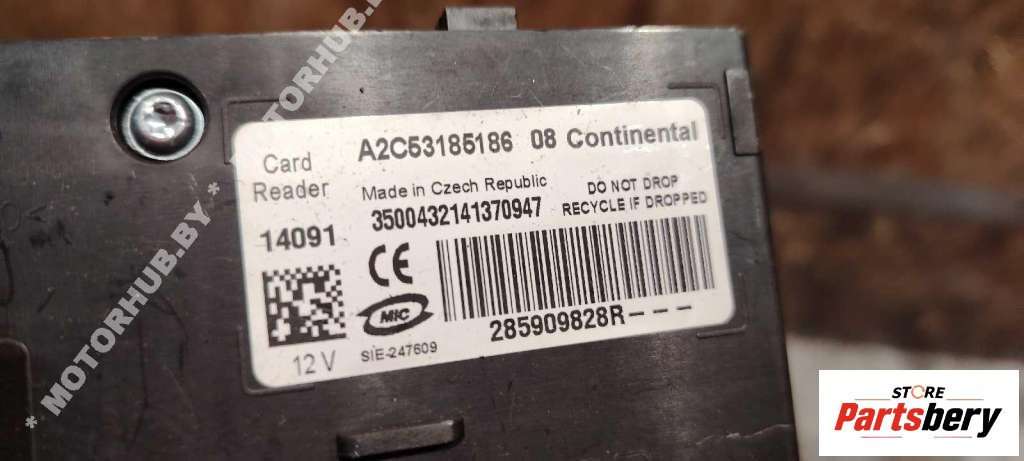 Card
Reader
14091
12 V
A2C53185186 08 Continental
Made in Czech Republic
3500432141370947
DO NOT DROP
RECYCLE IF DROPPED
CE
MIC
SIE-247609
285909828R---
* MOTORHUB.BY * MOTORHUB.BY
STORE
Partsbery